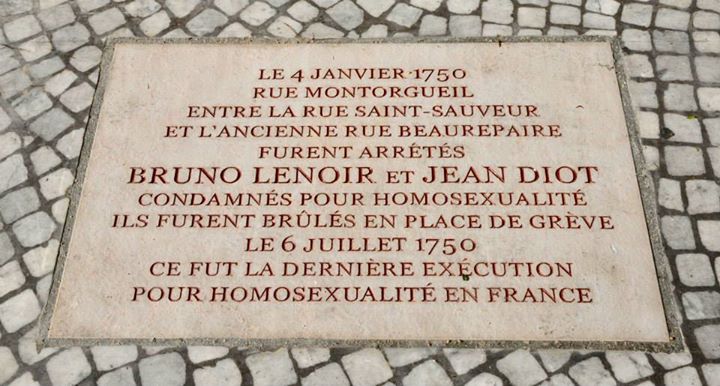 LE 4 JANVIER 1750
RUE MONTORGUEIL
ENTRE LA RUE SAINT-SAUVEUR
ET L'ANCIENNE RUE BEAUREPAIRE
FURENT ARRÉTÉS
BRUNO LENOIR ET JEAN DIOT
CONDAMNÉS POUR HOMOSEXUALITÉ
ILS FURENT BRÛLÉS EN PLACE DE GRÈVE
LE 6 JUILLET 1750
CE FUT LA DERNIÈRE EXÉCUTION
POUR HOMOSEXUALITÉ EN FRANCE